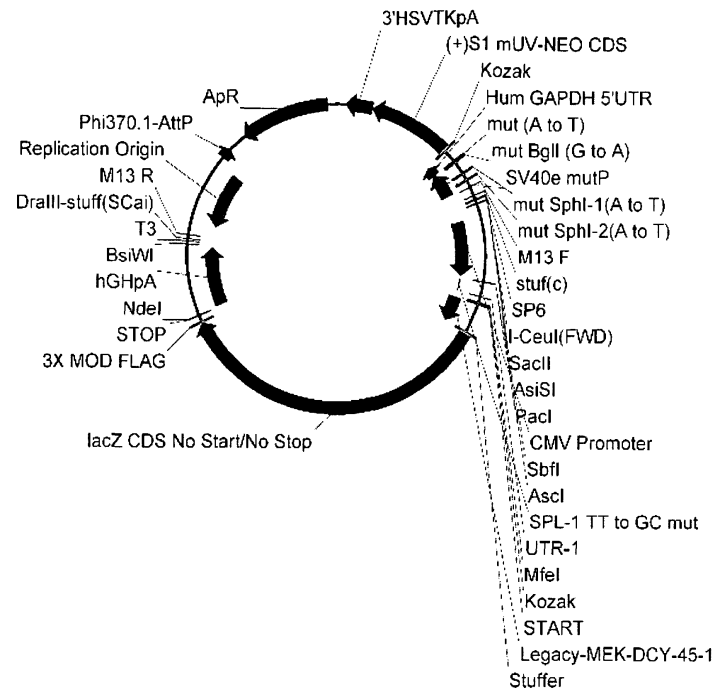 3'HSVTKpA
(+)S1 mUV-NEO CDS
Kozak
Hum GAPDH 5'UTR
mut (A to T)
mut BglI (G to A)
SV40e mutP
mut SphI-1(A to T)
mut SphI-2(A to T)
M13 F
stuf(c)
SP6
I-CeuI(FWD)
SacII
AsiSI
PacI
CMV Promoter
SbfI
AscI
SPL-1 TT to GC mut
UTR-1
MfeI
Kozak
START
Legacy-MEK-DCY-45-1
Stuffer
ApR
Phi370.1-AttP
Replication Origin
M13 R
DraIII-stuff(SCai)
T3
BsiWI
hGHpA
NdeI
STOP
3X MOD FLAG
lacZ CDS No Start/No Stop